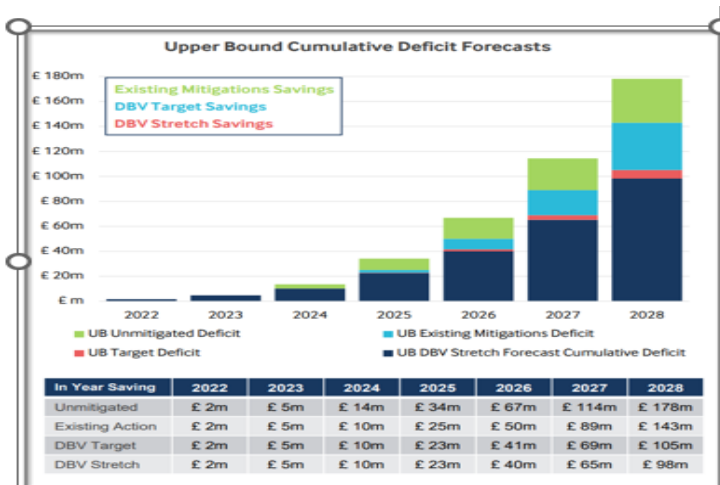 Upper Bound Cumulative Deficit Forecasts
£ 180m
£ 160m
£ 140m
£ 120m
£ 100m
£ 80m
£ 60m
£ 40m
£ 20m
£ m
Existing Mitigations Savings
DBV Target Savings
DBV Stretch Savings
2022 2023 2024 2025 2026 2027 2028
UB Unmitigated Deficit UB Existing Mitigations Deficit
UB Target Deficit UB DBV Stretch Forecast Cumulative Deficit
In Year Saving 2022 2023 2024 2025 2026 2027 2028
Unmitigated £ 2m £ 5m £ 14m £ 34m £ 67m £ 114m £ 178m
Existing Action £ 2m £ 5m £ 10m £ 25m £ 50m £ 89m £ 143m
DBV Target £ 2m £ 5m £ 10m £ 23m £ 41m £ 69m £ 105m
DBV Stretch £ 2m £ 5m £ 10m £ 23m £ 40m £ 65m £ 98m